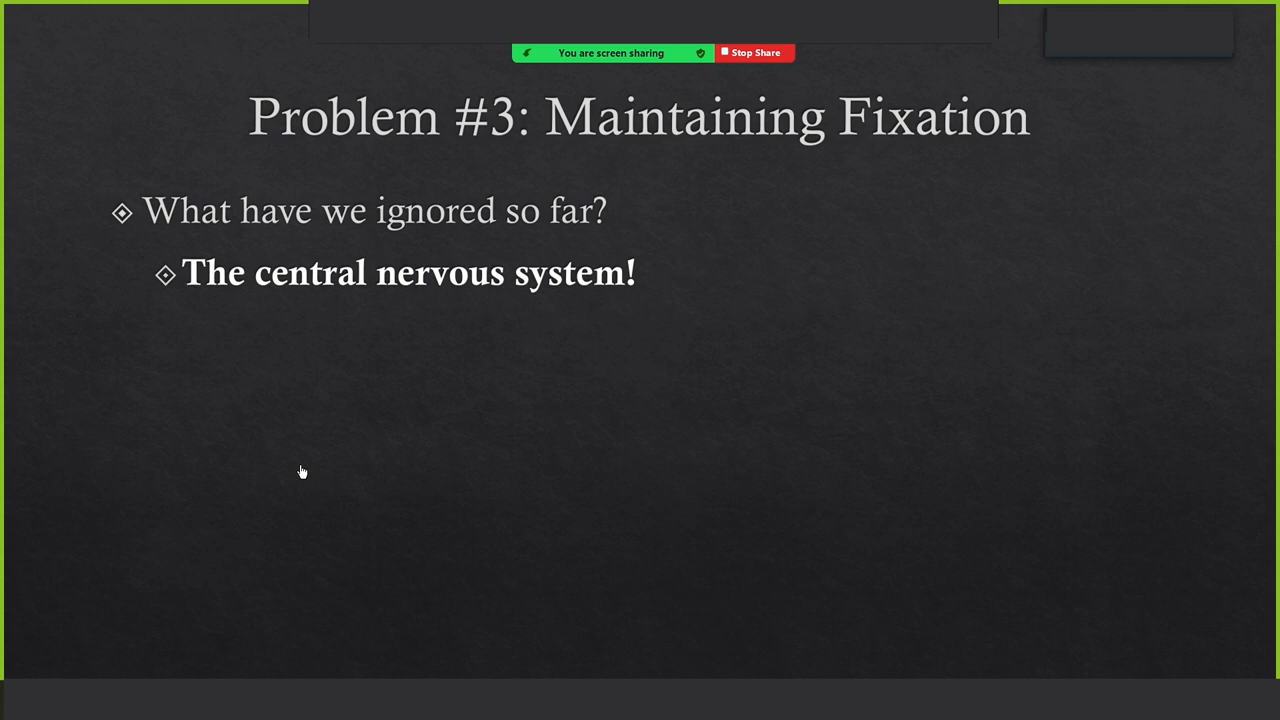 You are screen sharing
Stop Share
Problem #3: Maintaining Fixation
What have we ignored so far?
The central nervous system!